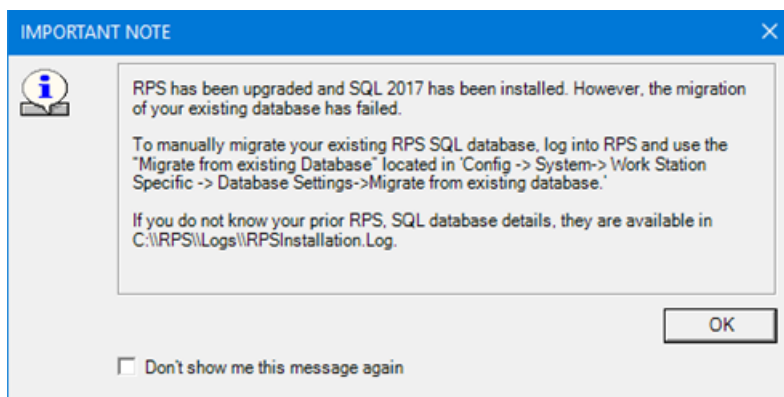 IMPORTANT NOTE
RPS has been upgraded and SQL 2017 has been installed. However, the migration
of your existing database has failed.
To manually migrate your existing RPS SQL database, log into RPS and use the
"Migrate from existing Database" located in 'Config -> System-> Work Station
Specific -> Database Settings->Migrate from existing database.'
If you do not know your prior RPS, SQL database details, they are available in
C:\\RPS\\Logs\\RPSInstallation.Log.
OK
Don't show me this message again